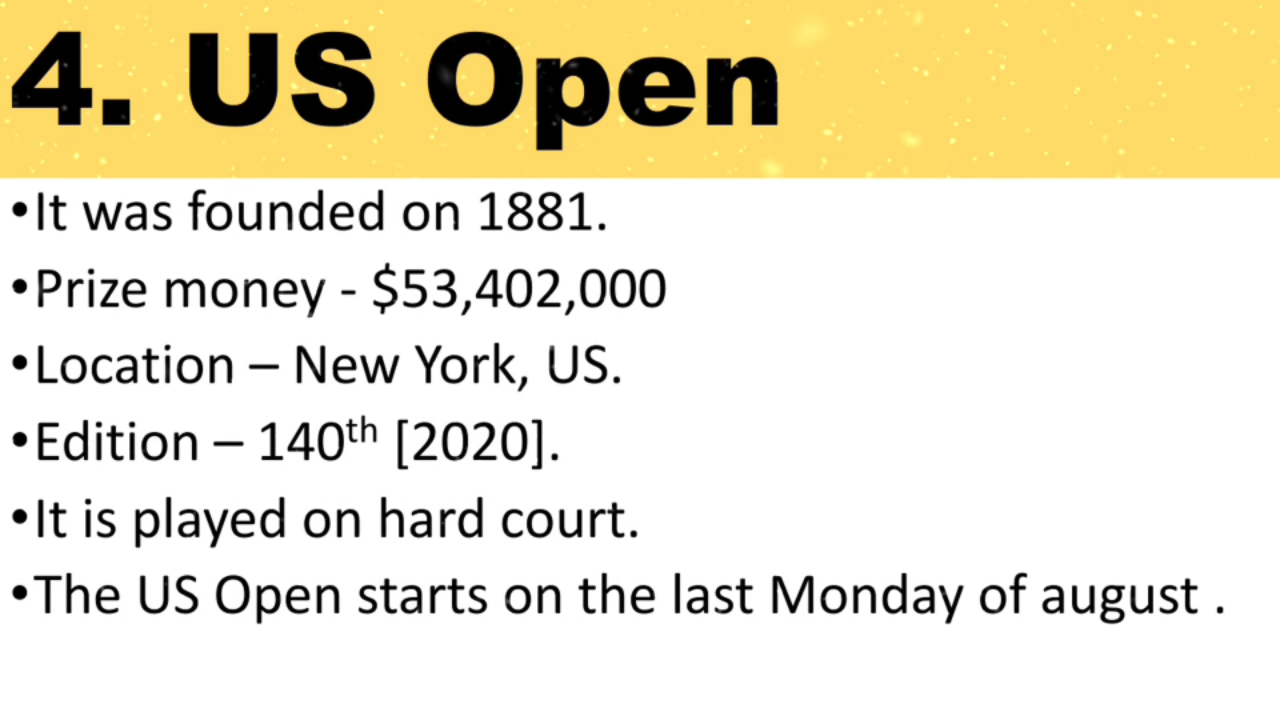 4. US Open
•It was founded on 1881.
•Prize money - $53,402,000
•Location – New York, US.
•Edition – 140th [2020].
•It is played on hard court.
•The US Open starts on the last Monday of august .